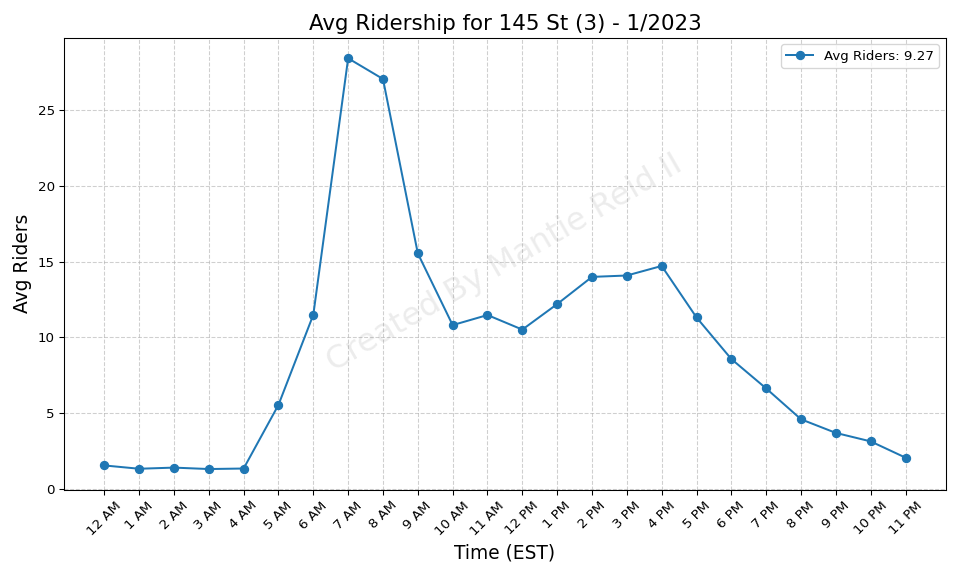 Avg Ridership for 145 St (3) - 1/2023
Avg Riders: 9.27
Avg Riders
25
20
15
10
5
0
Created By Mantie Reid II
12 AM
1 AM
2 AM
3 AM
4 AM
5 AM
6 AM
7 AM
8 AM
9 AM
10 AM
11 AM
12 PM
1 PM
2 PM
3 PM
4 PM
5 PM
6 PM
7 PM
8 PM
9 PM
10 PM
11 PM
Time (EST)